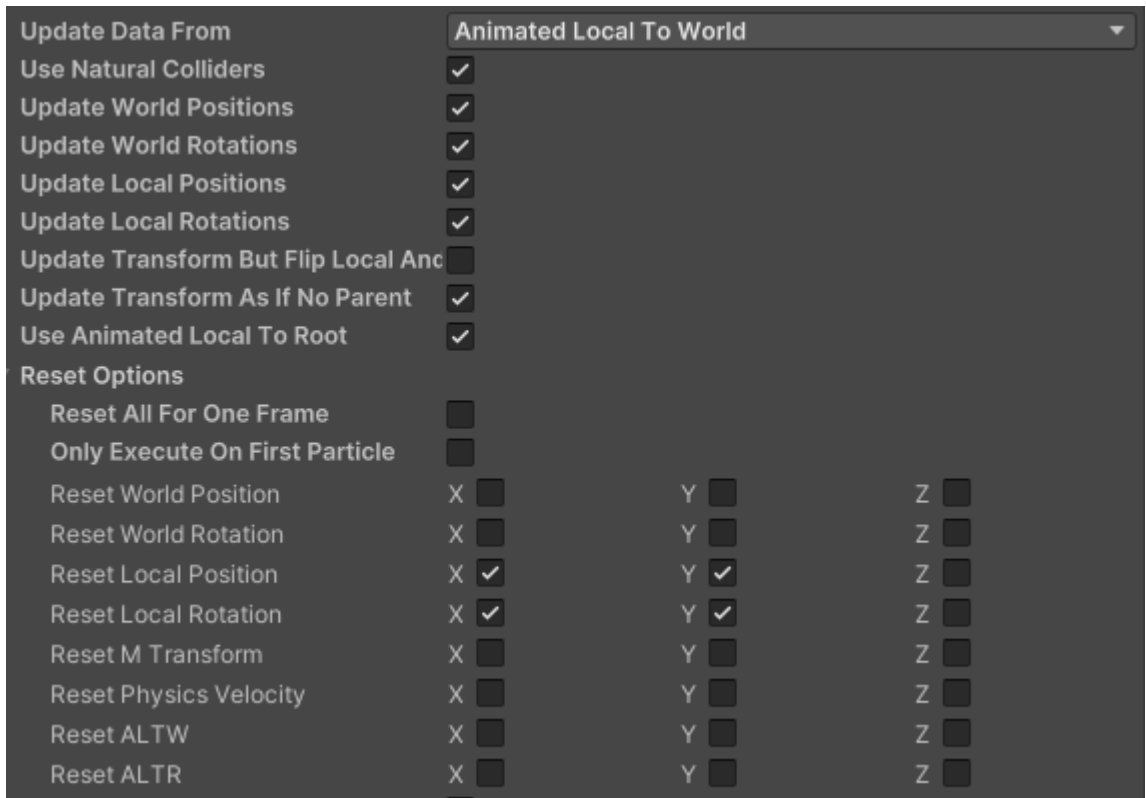 Update Data From Animated Local To World
Use Natural Colliders
Update World Positions
Update World Rotations
Update Local Positions
Update Local Rotations
Update Transform But Flip Local And
Update Transform As If No Parent
Use Animated Local To Root
Reset Options
Reset All For One Frame
Only Execute On First Particle
Reset World Position X Y Z
Reset World Rotation X Y Z
Reset Local Position X Y Z
Reset Local Rotation X Y Z
Reset M Transform X Y Z
Reset Physics Velocity X Y Z
Reset ALTW X Y Z
Reset ALTR X Y Z